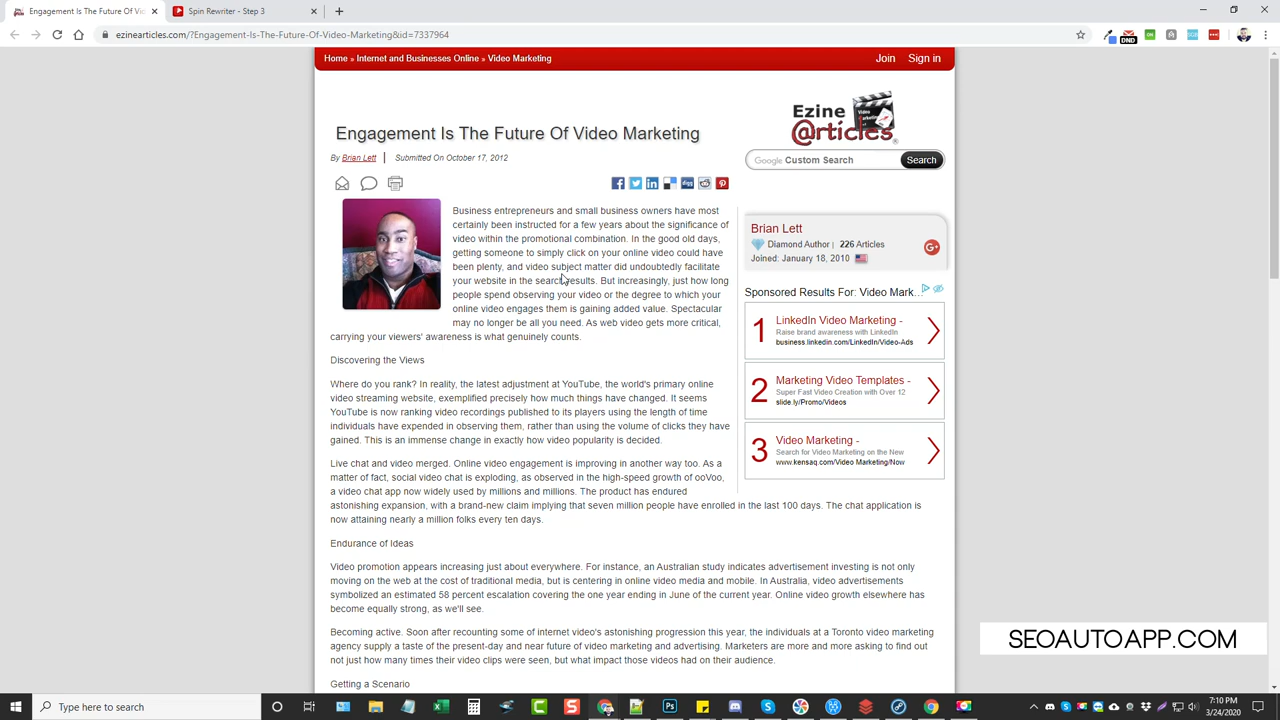 Engagement Is The Future Of Vi
Spin Rewriter - Step 3
ezinearticles.com/?Engagement-Is-The-Future-Of-Video-Marketing&id=7337964
Home » Internet and Businesses Online » Video Marketing
Join Sign in
Engagement Is The Future Of Video Marketing
Ezine @rticles
By Brian Lett | Submitted On October 17, 2012
Google Custom Search
Search
Business entrepreneurs and small business owners have most
certainly been instructed for a few years about the significance of
video within the promotional combination. In the good old days,
getting someone to simply click on your online video could have
been plenty, and video subject matter did undoubtedly facilitate
your website in the search results. But increasingly, just how long
people spend observing your video or the degree to which your
online video engages them is gaining added value. Spectacular
may no longer be all you need. As web video gets more critical,
carrying your viewers' awareness is what genuinely counts.
Discovering the Views
Where do you rank? In reality, the latest adjustment at YouTube, the world's primary online
video streaming website, exemplified precisely how much things have changed. It seems
YouTube is now ranking video recordings published to its players using the length of time
individuals have expended in observing them, rather than using the volume of clicks they have
gained. This is an immense change in exactly how video popularity is decided.
Live chat and video merged. Online video engagement is improving in another way too. As a
matter of fact, social video chat is exploding, as observed in the high-speed growth of ooVoo,
a video chat app now widely used by millions and millions. The product has endured
astonishing expansion, with a brand-new claim implying that seven million people have enrolled in the last 100 days. The chat application is
now attaining nearly a million folks every ten days.
Endurance of Ideas
Video promotion appears increasing just about everywhere. For instance, an Australian study indicates advertisement investing is not only
moving on the web at the cost of traditional media, but is centering in online video media and mobile. In Australia, video advertisements
symbolized an estimated 58 percent escalation covering the one year ending in June of the current year. Online video growth elsewhere has
become equally strong, as we'll see.
Becoming active. Soon after recounting some of internet video's astonishing progression this year, the individuals at a Toronto video marketing
agency supply a taste of the present-day and near future of video marketing and advertising. Marketers are more and more asking to find out
not just how many times their video clips were seen, but what impact those videos had on their audience.
Getting a Scenario
Brian Lett
Diamond Author | 226 Articles
Joined: January 18, 2010
Sponsored Results For: Video Mark...
1 LinkedIn Video Marketing -
Raise brand awareness with LinkedIn
business.linkedin.com/LinkedIn/Video-Ads
2 Marketing Video Templates -
Super Fast Video Creation with Over 12
slide.ly/Promo/Videos
3 Video Marketing -
Search for Video Marketing on the New
www.kensaq.com/Video Marketing/Now
SEOAUTOAPP.COM
Type here to search
7:10 PM
3/24/2020